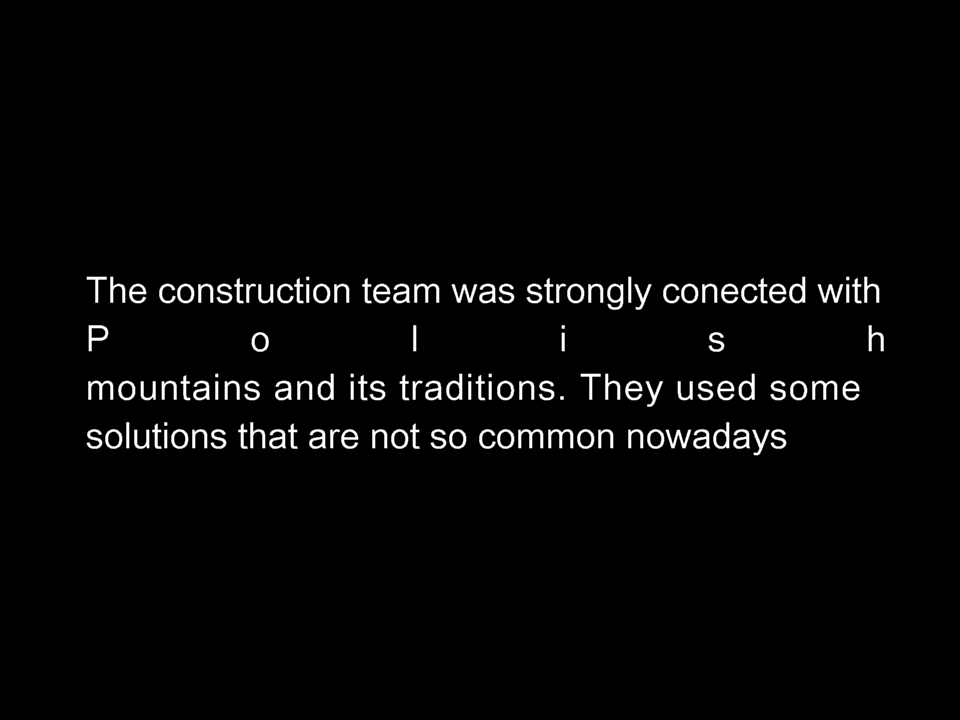 The construction team was strongly conected with
Polish
mountains and its traditions. They used some
solutions that are not so common nowadays